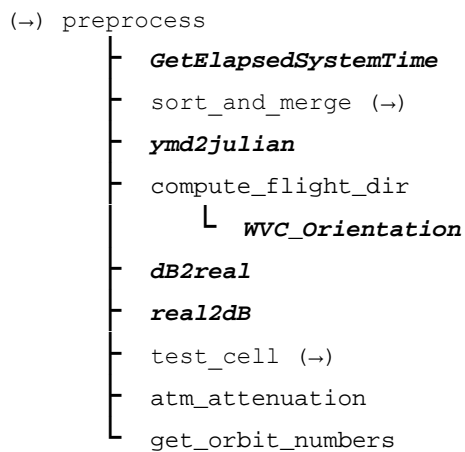 (→) preprocess
GetElapsedSystemTime
sort_and_merge (→)
ymd2julian
compute_flight_dir
WVC_Orientation
dB2real
real2dB
test_cell (→)
atm_attenuation
get_orbit_numbers